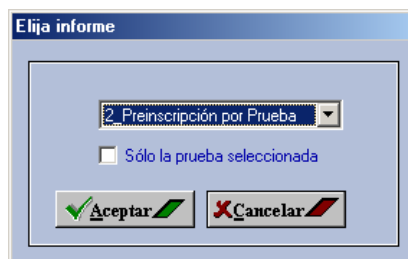 Elija informe
2_Preinscripción por Prueba
Sólo la prueba seleccionada
Aceptar Cancelar